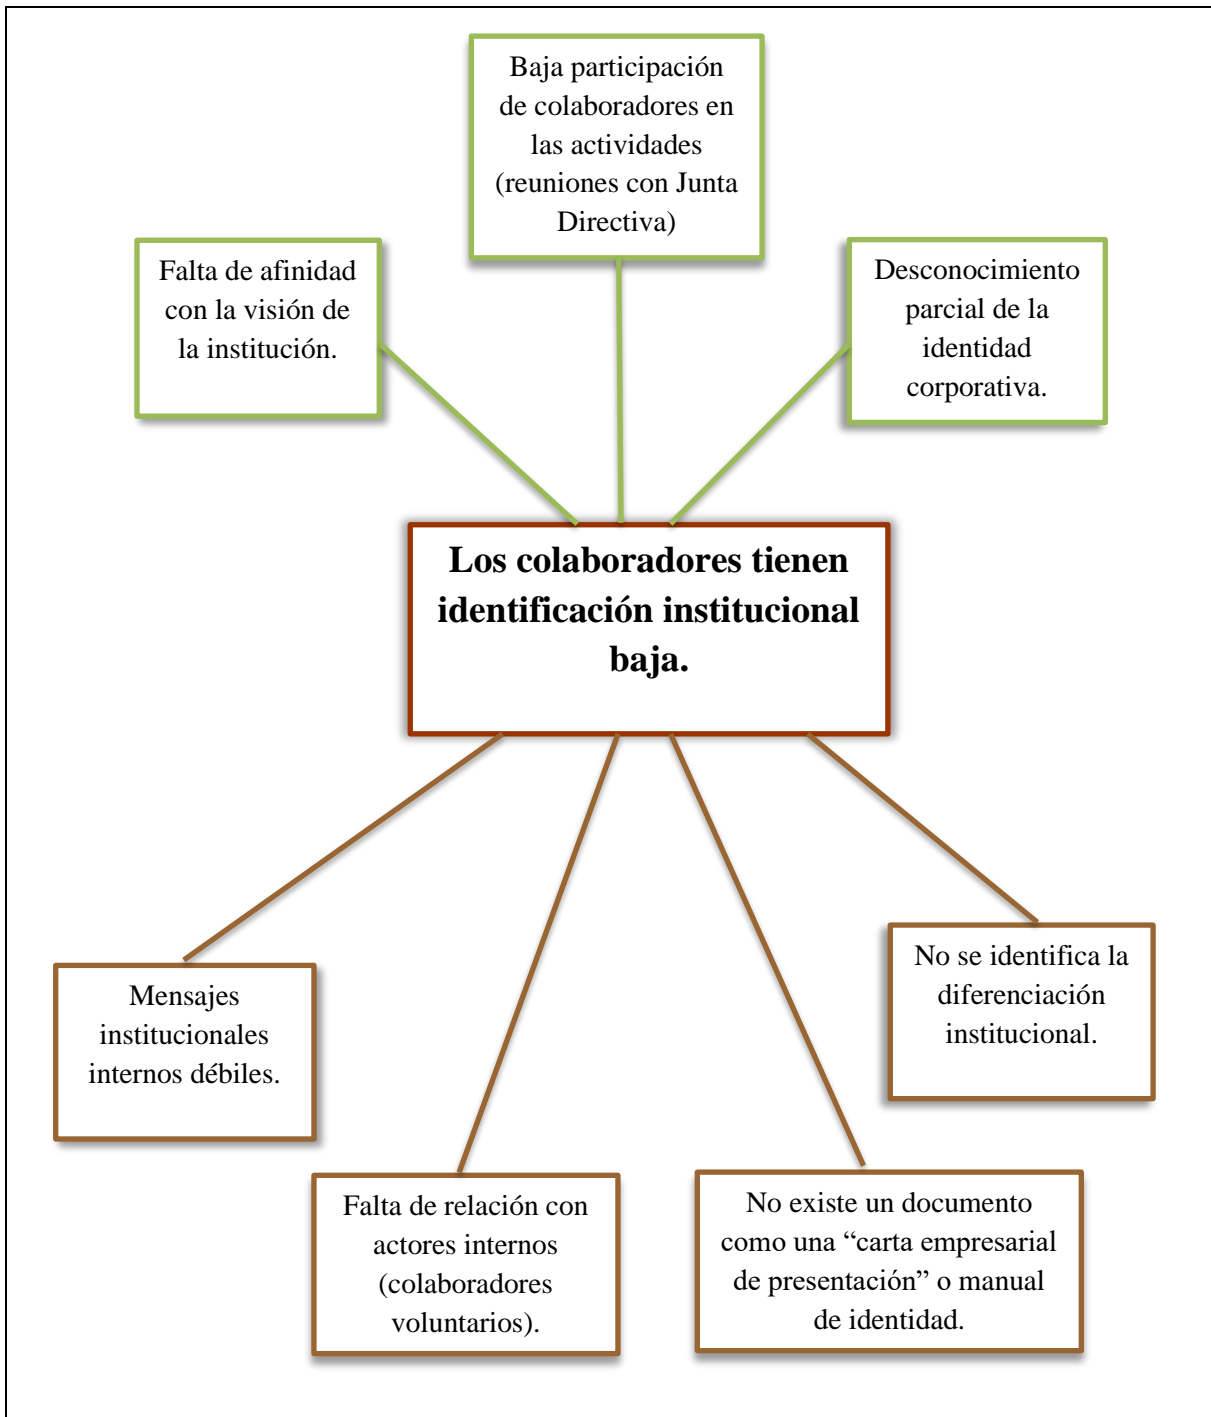 Baja participación
de colaboradores en
las actividades
(reuniones con Junta
Directiva)
Falta de afinidad
con la visión de
la institución.
Desconocimiento
parcial de la
identidad
corporativa.
Los colaboradores tienen
identificación institucional
baja.
Mensajes
institucionales
internos débiles.
Falta de relación con
actores internos
(colaboradores
voluntarios).
No existe un documento
como una “carta empresarial
de presentación” o manual
de identidad.
No se identifica la
diferenciación
institucional.